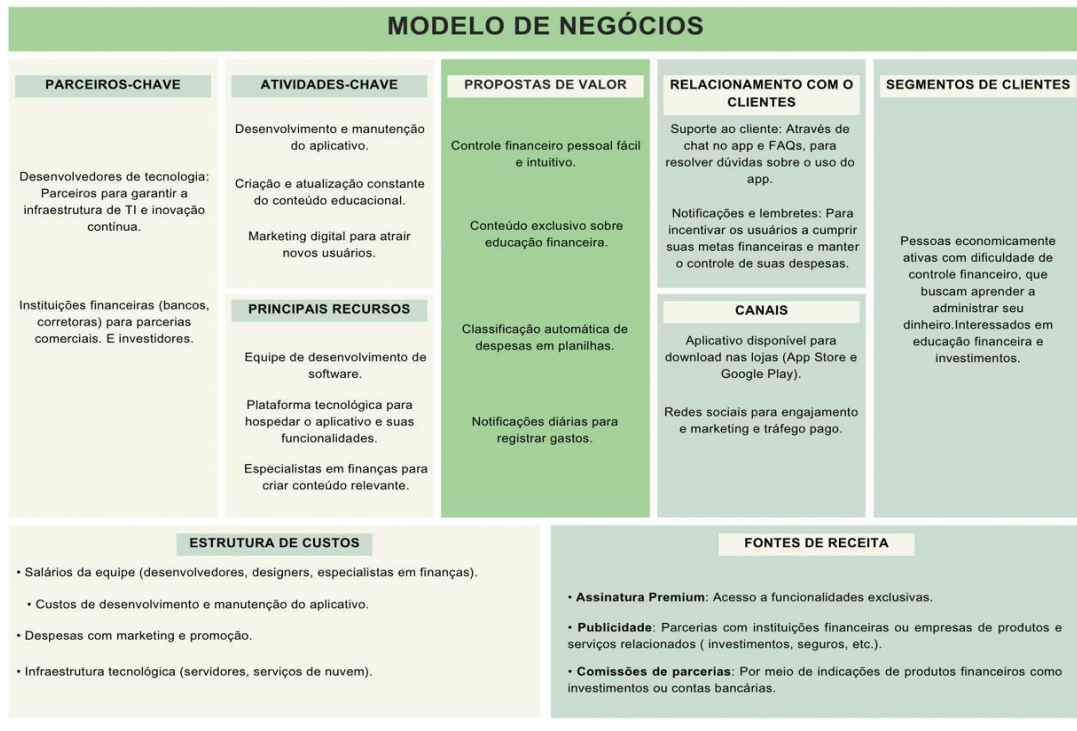 MODELO DE NEGÓCIOS
PARCEIROS-CHAVE
Desenvolvedores de tecnologia:
Parceiros para garantir a
infraestrutura de TI e inovação
contínua.
Instituições financeiras (bancos,
corretoras) para parcerias
comerciais. E investidores.
ATIVIDADES-CHAVE
Desenvolvimento e manutenção
do aplicativo.
Criação e atualização constante
do conteúdo educacional.
Marketing digital para atrair
novos usuários.
PRINCIPAIS RECURSOS
Equipe de desenvolvimento de
software.
Plataforma tecnológica para
hospedar o aplicativo e suas
funcionalidades.
Especialistas em finanças para
criar conteúdo relevante.
PROPOSTAS DE VALOR
Controle financeiro pessoal fácil
e intuitivo.
Conteúdo exclusivo sobre
educação financeira.
Classificação automática de
despesas em planilhas.
Notificações diárias para
registrar gastos.
RELACIONAMENTO COM O
CLIENTES
Suporte ao cliente: Através de
chat no app e FAQs, para
resolver dúvidas sobre o uso do
app.
Notificações e lembretes: Para
incentivar os usuários a cumprir
suas metas financeiras e manter
o controle de suas despesas.
CANAIS
Aplicativo disponível para
download nas lojas (App Store e
Google Play).
Redes sociais para engajamento
e marketing e tráfego pago.
SEGMENTOS DE CLIENTES
Pessoas economicamente
ativas com dificuldade de
controle financeiro, que
buscam aprender a
administrar seu
dinheiro.Interessados em
educação financeira e
investimentos.
ESTRUTURA DE CUSTOS
• Salários da equipe (desenvolvedores, designers, especialistas em finanças).
• Custos de desenvolvimento e manutenção do aplicativo.
• Despesas com marketing e promoção.
• Infraestrutura tecnológica (servidores, serviços de nuvem).
FONTES DE RECEITA
• Assinatura Premium: Acesso a funcionalidades exclusivas.
• Publicidade: Parcerias com instituições financeiras ou empresas de produtos e
serviços relacionados ( investimentos, seguros, etc.).
• Comissões de parcerias: Por meio de indicações de produtos financeiros como
investimentos ou contas bancárias.